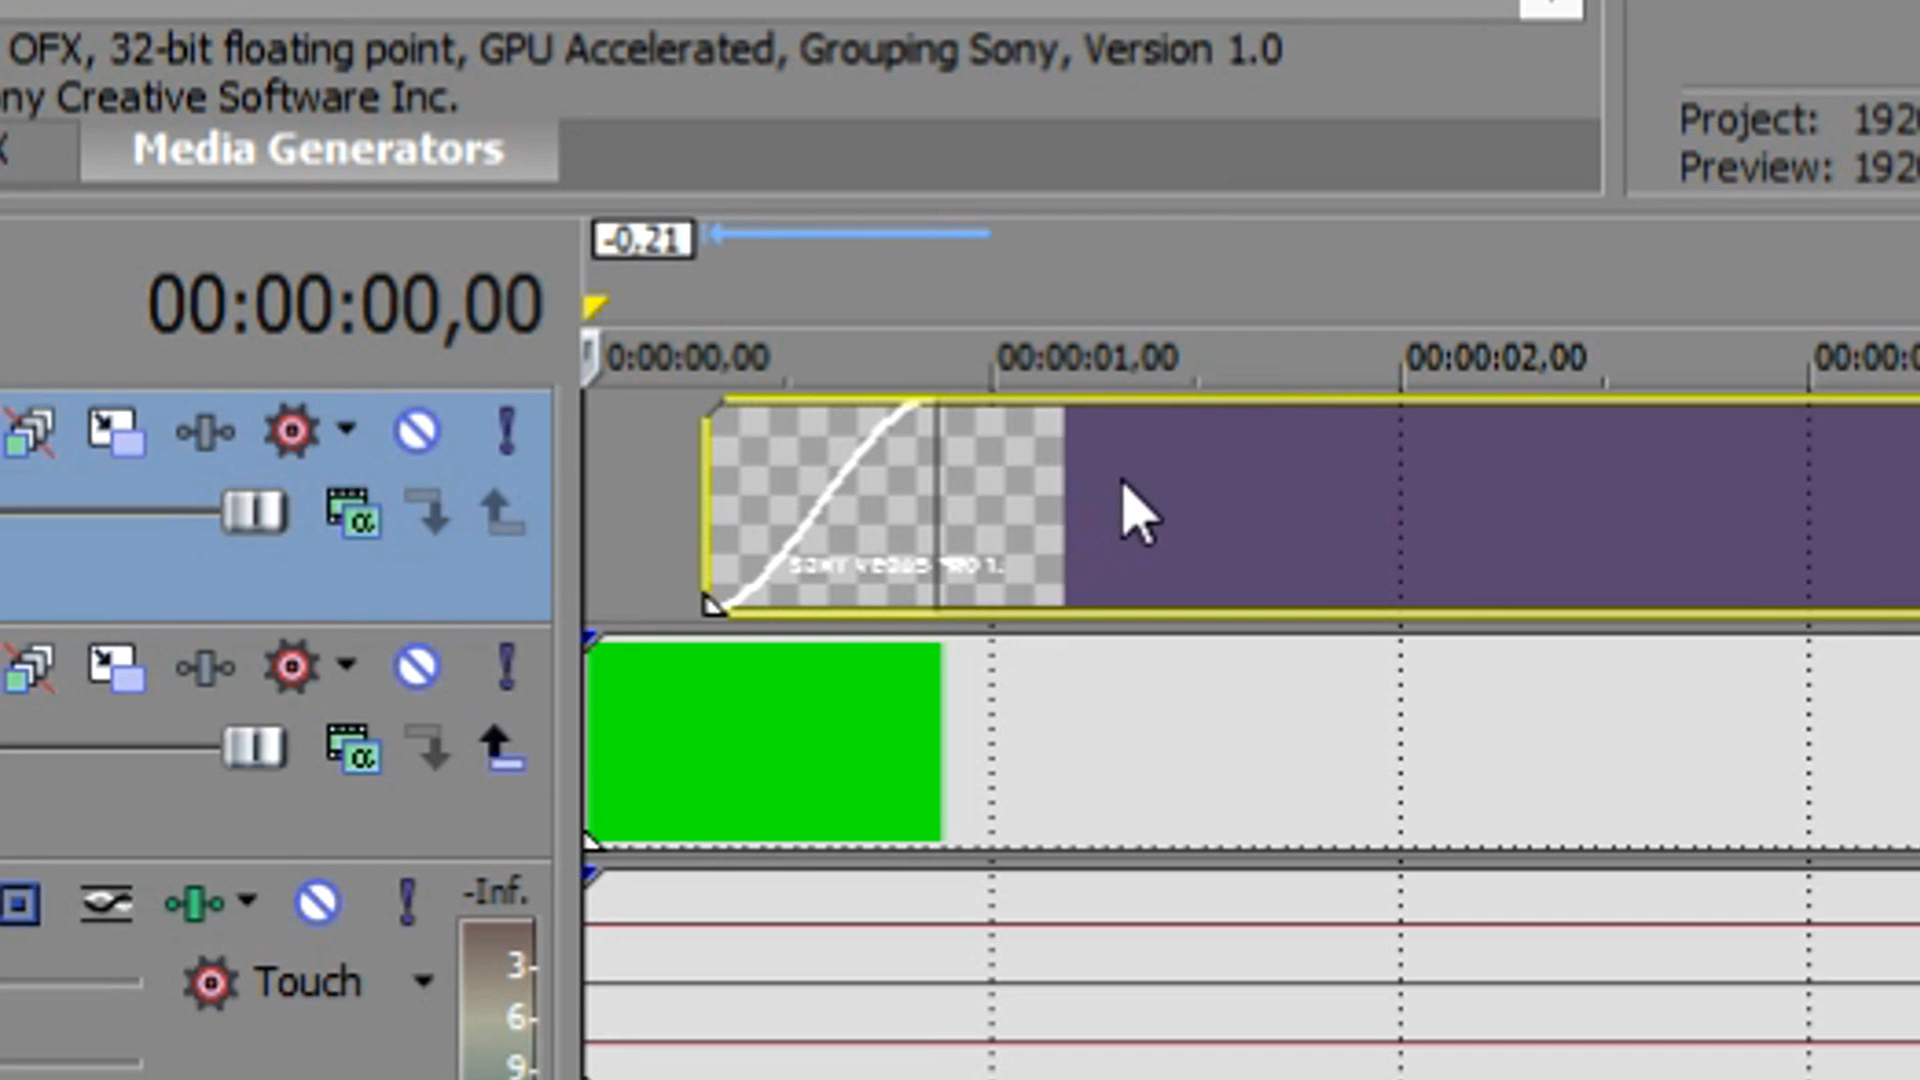 OFX, 32-bit floating point, GPU Accelerated, Grouping Sony, Version 1.0
ny Creative Software Inc.
X
Media Generators
Project: 192
Preview: 192
-0.21
00:00:00,00
0:00:00,00
00:00:01,00
00:00:02,00
00:00:0
SONY VEGAS PRO 1.
-Inf.
Touch
3-
6-
9-